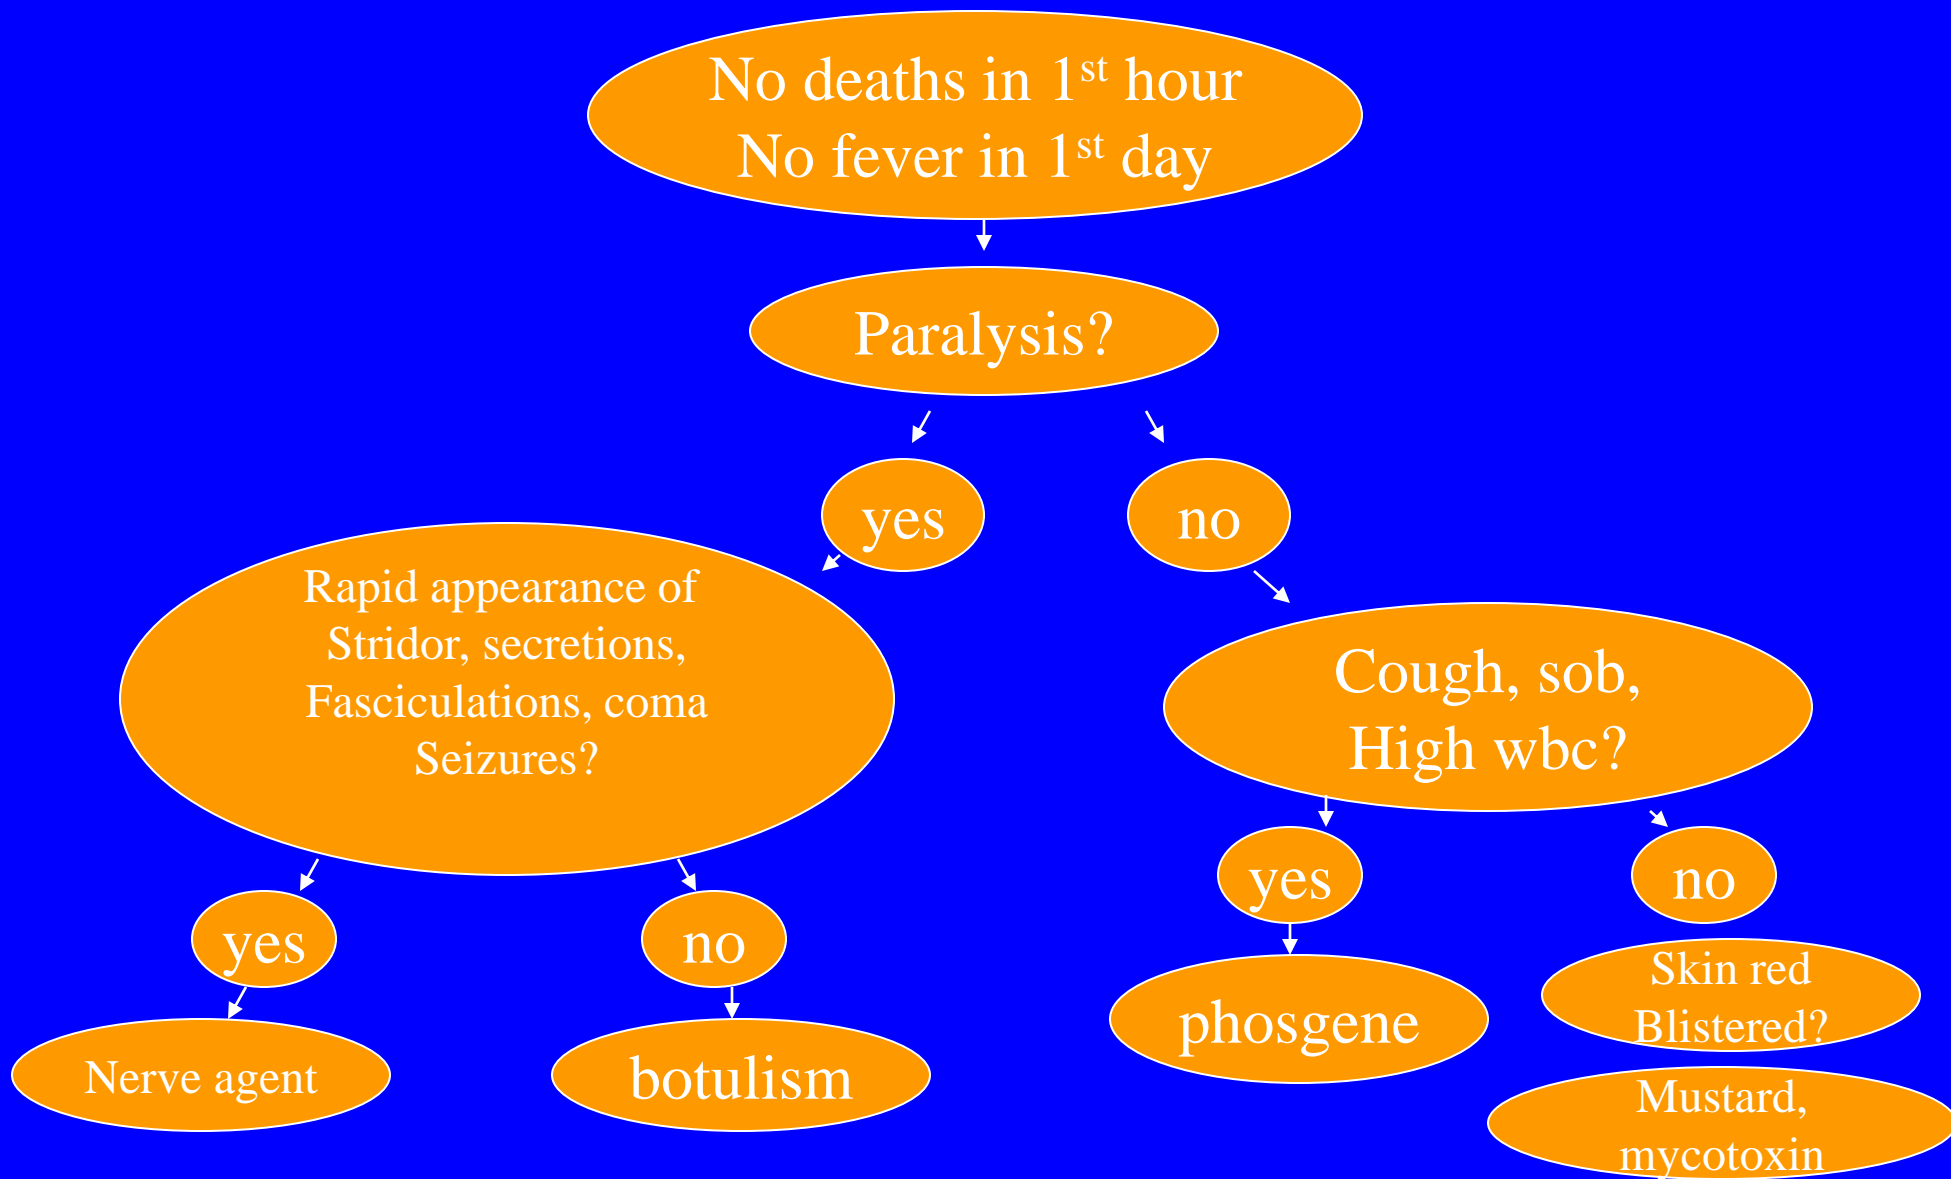 No deaths in 1st hour
No fever in 1st day
Paralysis?
yes
no
Rapid appearance of
Stridor, secretions,
Fasciculations, coma
Seizures?
Cough, sob,
High wbc?
yes
no
yes
no
Skin red
Blistered?
phosgene
Nerve agent
botulism
Mustard,
mycotoxin